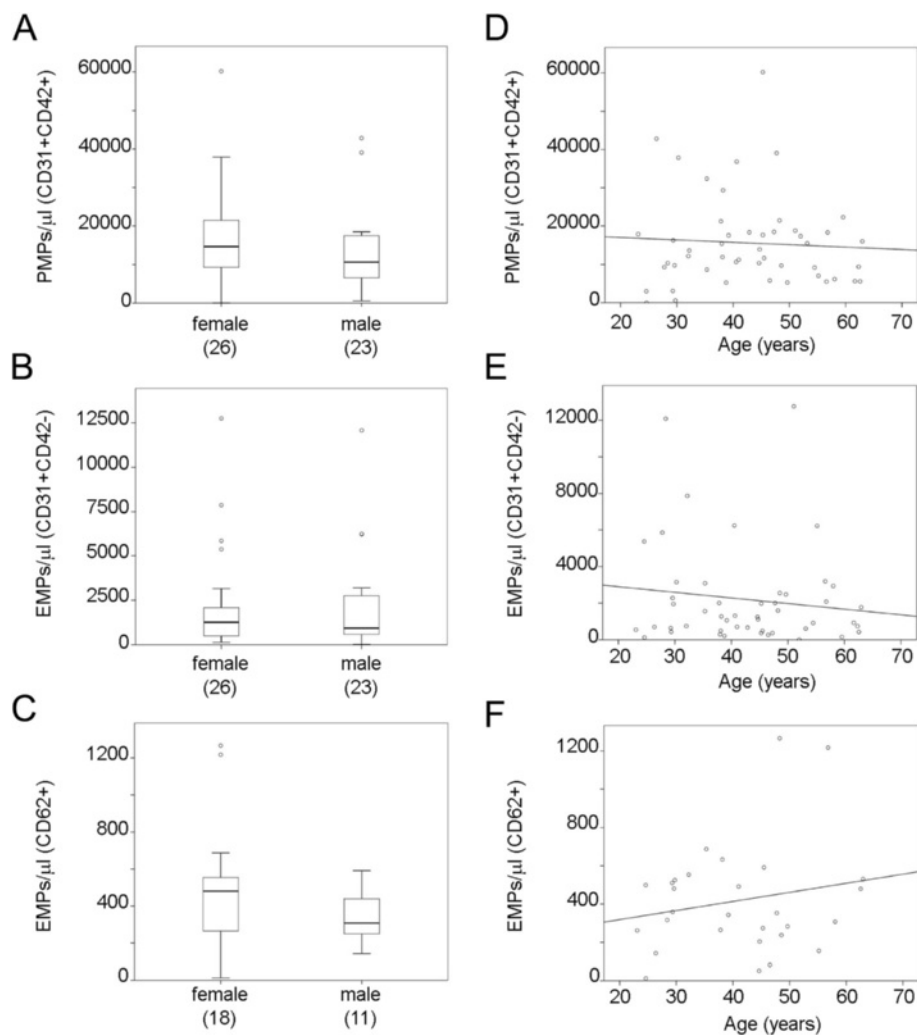 A
PMPs/μl (CD31+CD42+)
60000
40000
20000
0
female
male
(26)
(23)
D
PMPs/μl (CD31+CD42+)
60000
40000
20000
0
20 30 40 50 60 70
Age (years)
B
EMPs/μl (CD31+CD42-)
12500
10000
7500
5000
2500
0
female
male
(26)
(23)
E
EMPs/μl (CD31+CD42-)
12000
8000
4000
0
20 30 40 50 60 70
Age (years)
C
EMPs/μl (CD62+)
1200
800
400
0
female
male
(18)
(11)
F
EMPs/μl (CD62+)
1200
800
400
0
20 30 40 50 60 70
Age (years)